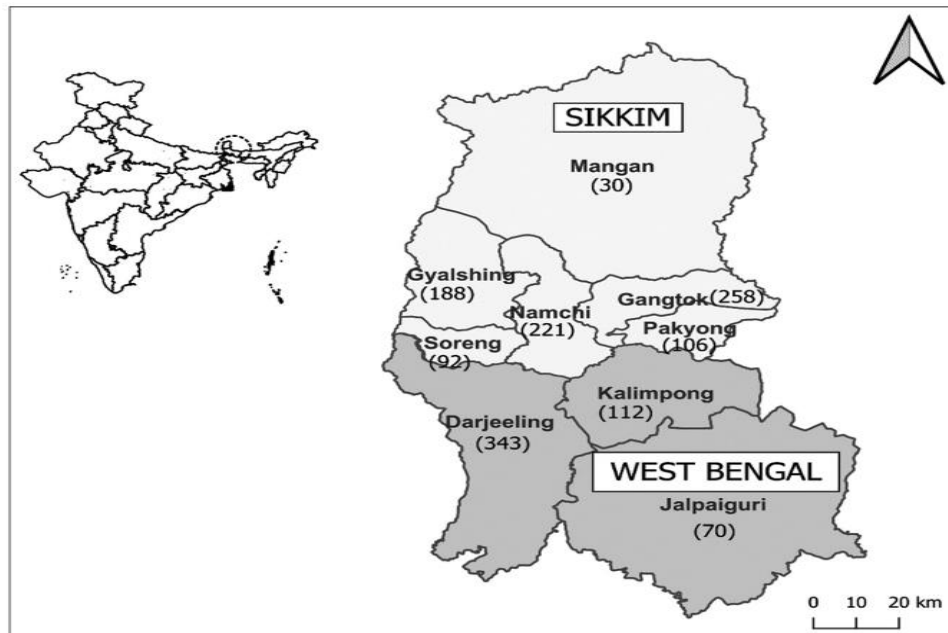 SIKKIM
Mangan
(30)
Gyalshing
(188)
Namchi
(221)
Gangtok (258)
Pakyong
(106)
Soreng
(92)
Kalimpong
(112)
Darjeeling
(343)
WEST BENGAL
Jalpaiguri
(70)
0 10 20 km